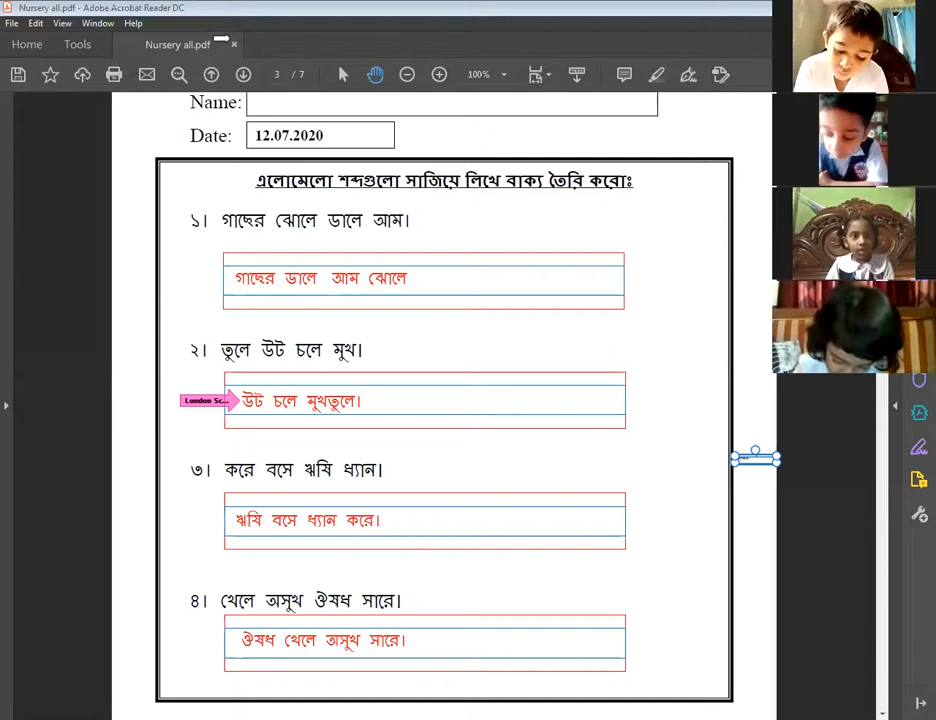 Nursery all.pdf - Adobe Acrobat Reader DC
File Edit View Window Help
Home Tools Nursery all.pdf ×
3 / 7 100%
Name:
Date: 12.07.2020
এলোমেলো শব্দগুলো সাজিয়ে লিখে বাক্য তৈরি করোঃ
১। গাছের ঝোলে ডালে আম।
গাছের ডালে আম ঝোলে
২। তুলে উট চলে মুখ।
London Sc...
উট চলে মুখতুলে।
৩। করে বসে ঋষি ধ্যান।
ঋষি বসে ধ্যান করে।
৪। খেলে অসুখ ঔষধ সারে।
ঔষধ খেলে অসুখ সারে।